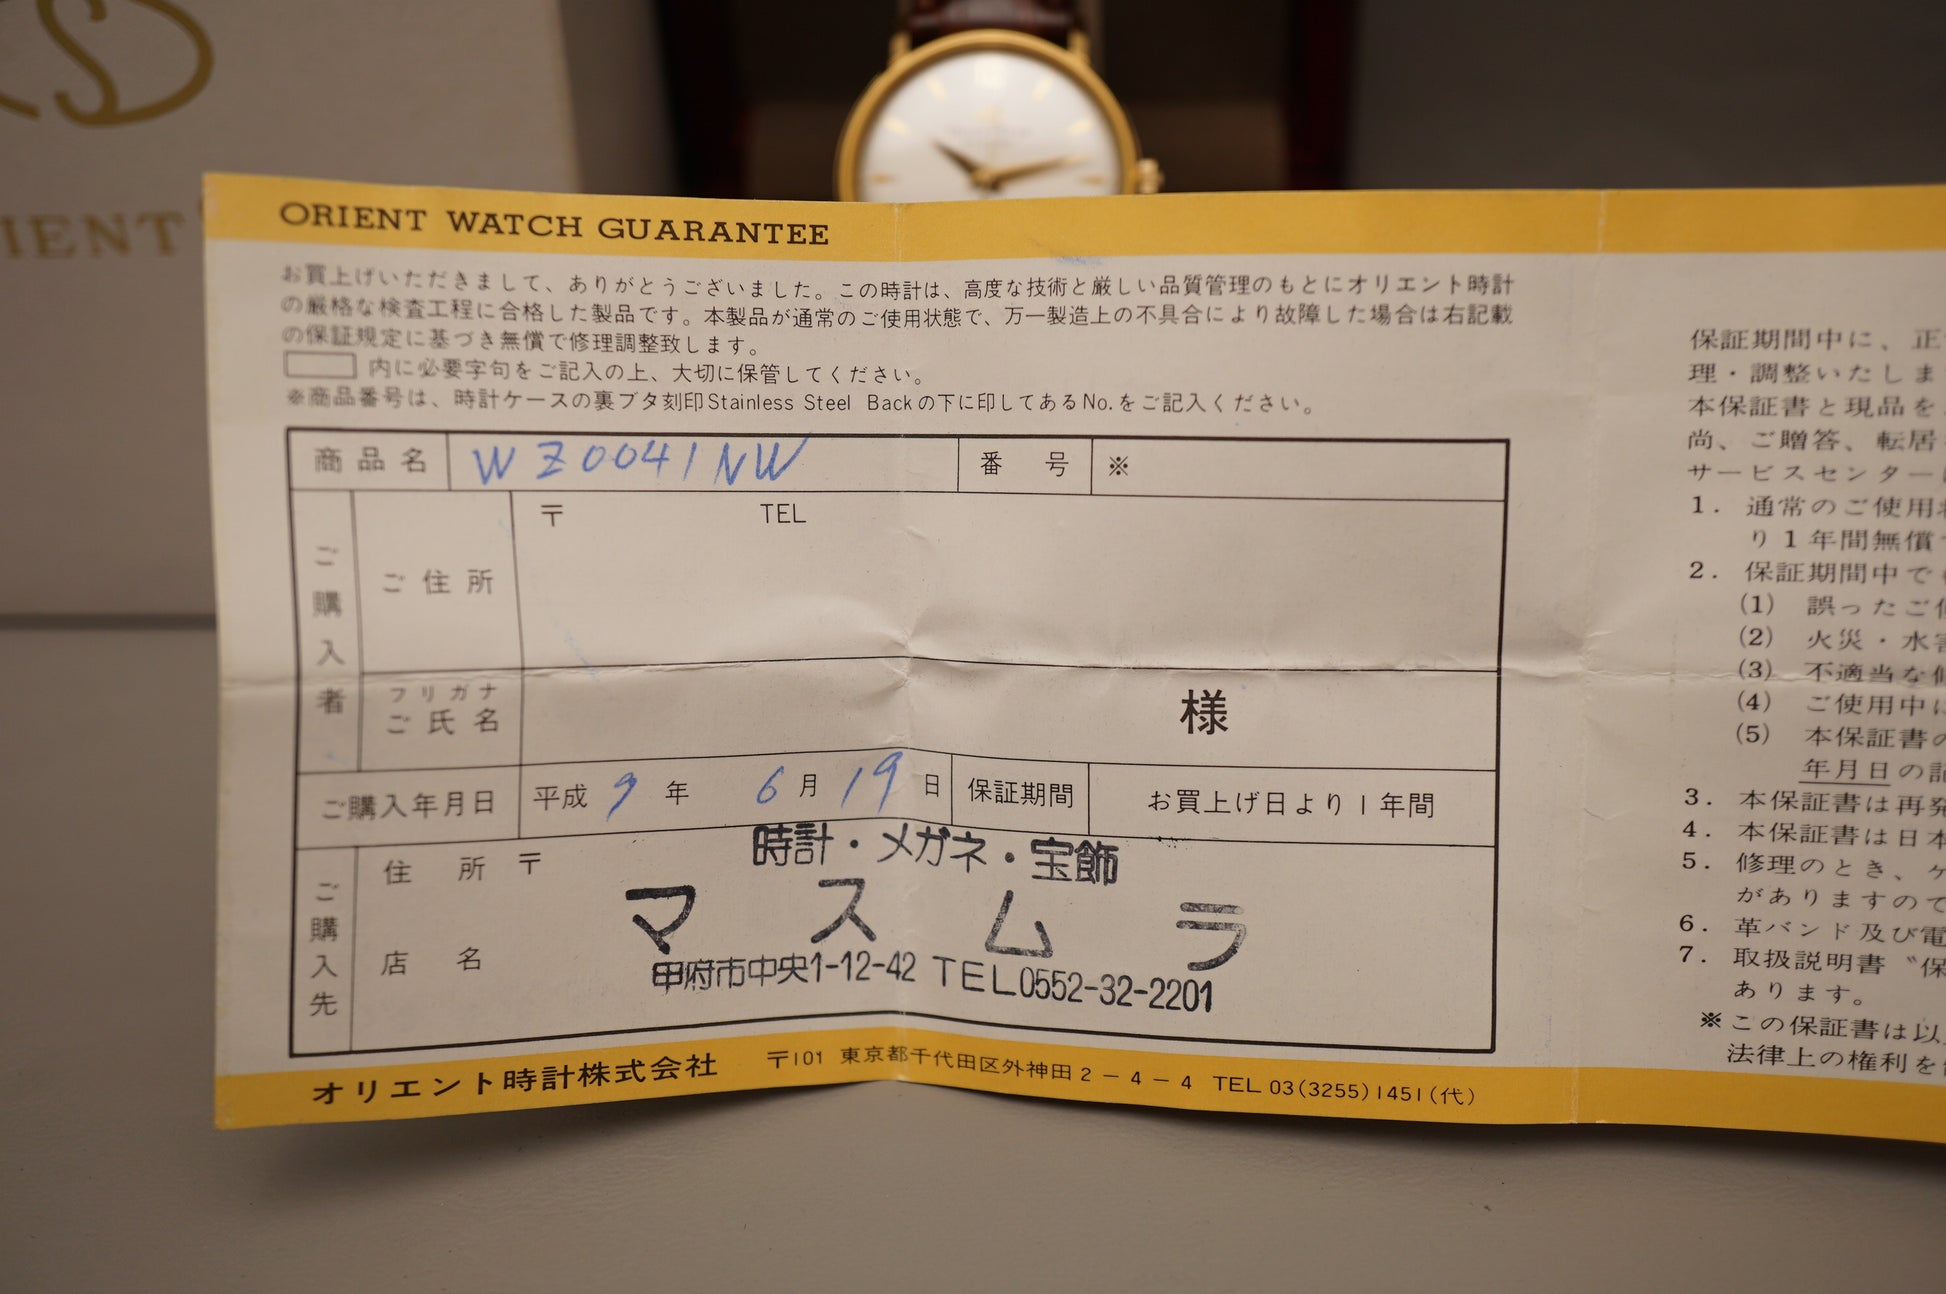 IENT
ORIENT WATCH GUARANTEE
お買上げいただきまして、ありがとうございました。この時計は、高度な技術と厳しい品質管理のもとにオリエント時計
の厳格な検査工程に合格した製品です。本製品が通常のご使用状態で、万一製造上の不具合により故障した場合は右記載
の保証規定に基づき無償で修理調整致します。
内に必要字句をご記入の上、大切に保管してください。
※商品番号は、時計ケースの裏ブタ刻印Stainless Steel Backの下に印してあるNo.をご記入ください。
商品名 WZ0041NW 番号 ※
ご購入者
ご住所 〒 TEL
フリガナ
ご氏名 様
ご購入年月日 平成 9 年 6 月 19 日 保証期間 お買上げ日より1年間
ご購入先
住所 〒
店名
時計・メガネ・宝飾
マスムラ
甲府市中央1-12-42 TEL0552-32-2201
オリエント時計株式会社 〒101 東京都千代田区外神田2-4-4 TEL 03(3255)1451(代)
保証期間中に、正
理・調整いたしま
本保証書と現品を
尚、ご贈答、転居
サービスセンター
1. 通常のご使用
り1年間無償
2. 保証期間中で
(1) 誤ったご
(2) 火災・水害
(3) 不適当な
(4) ご使用中に
(5) 本保証書の
年月日の記
3. 本保証書は再発
4. 本保証書は日本
5. 修理のとき、ケ
がありますので
6. 革バンド及び電
7. 取扱説明書〝保
あります。
※この保証書は以
法律上の権利を